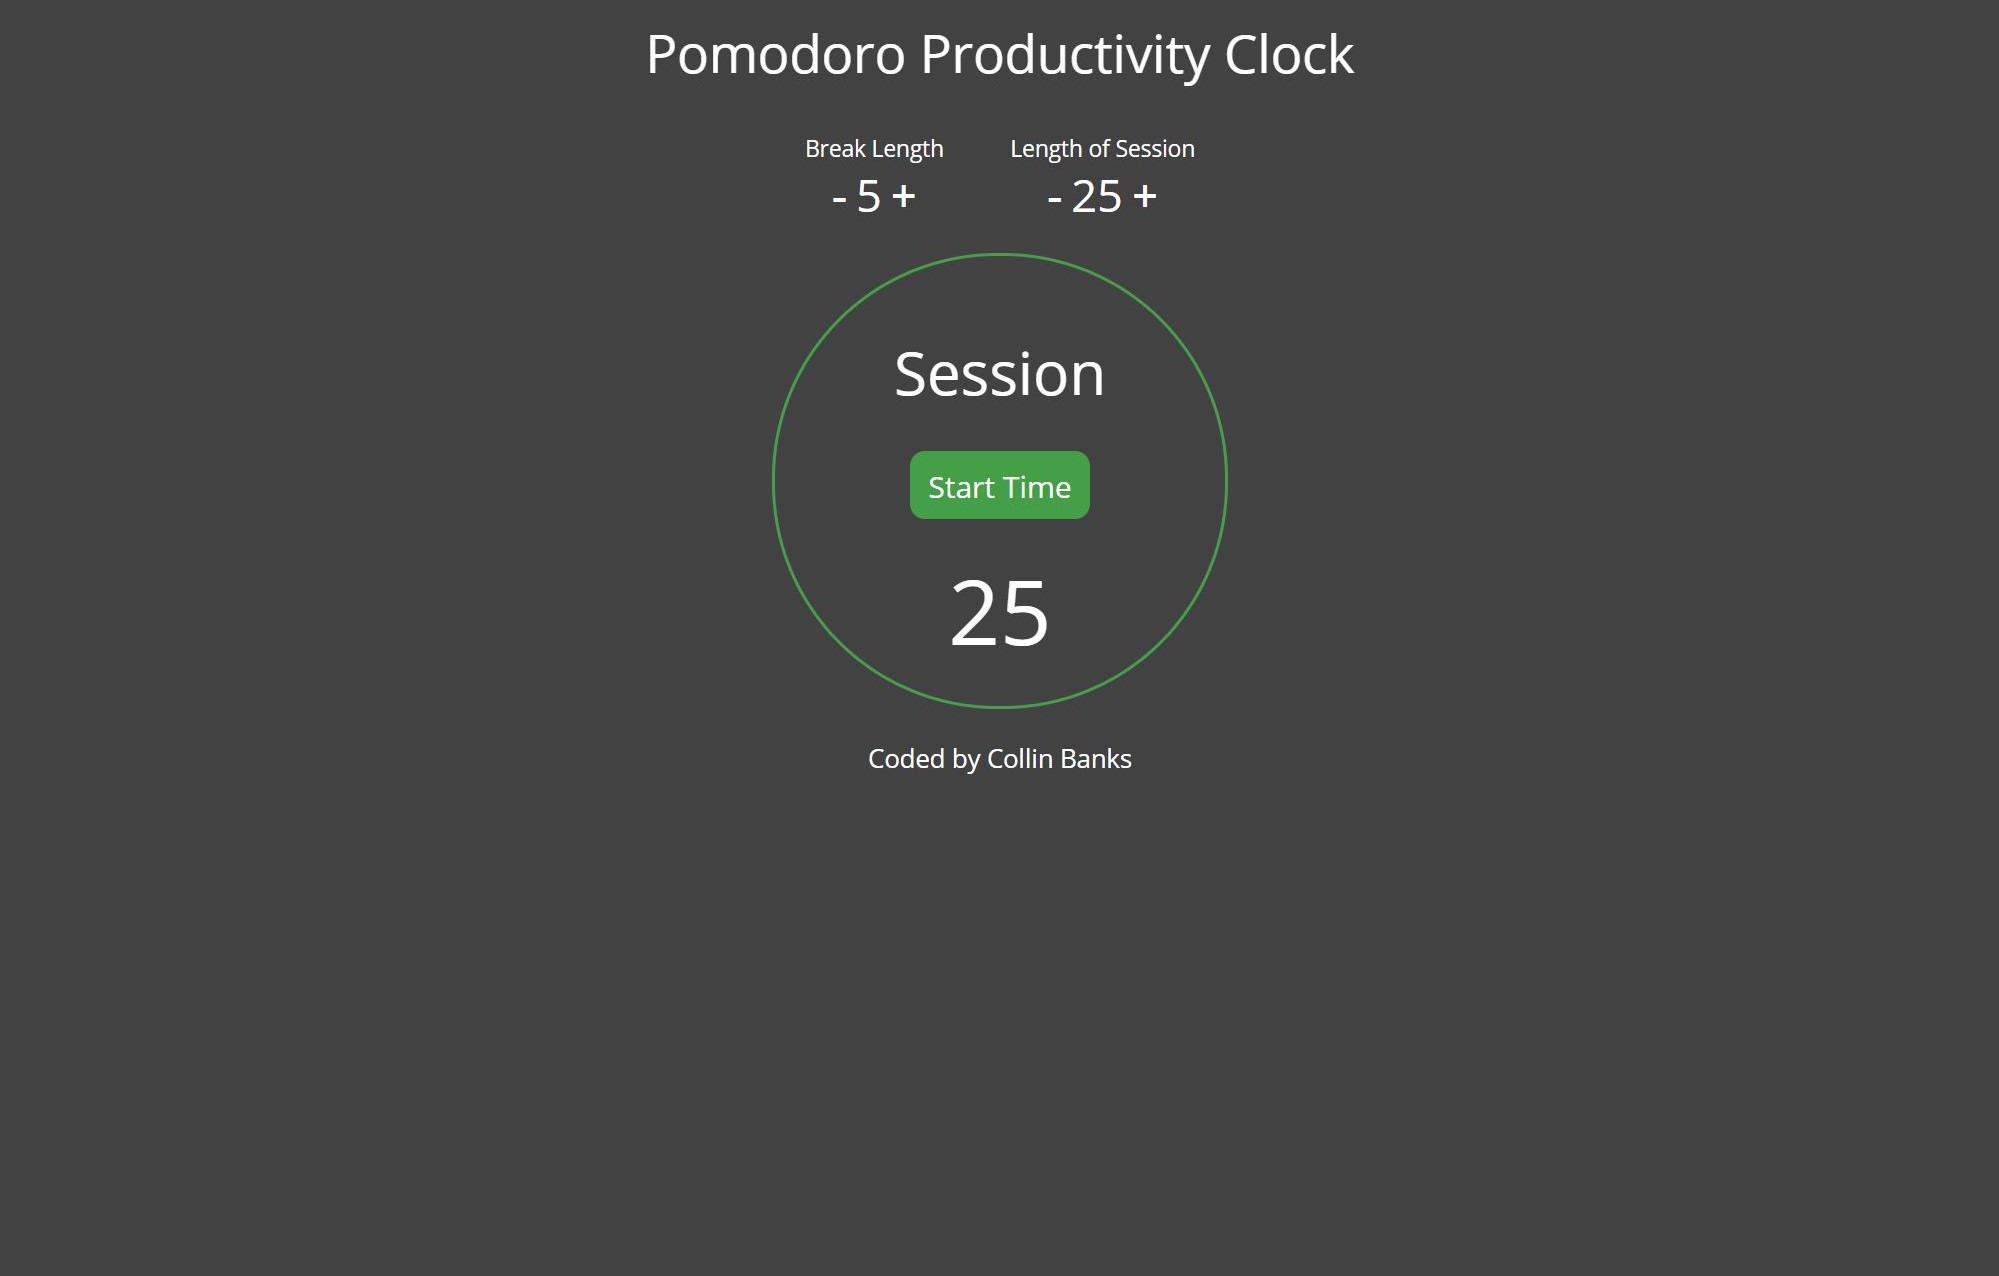 Pomodoro Productivity Clock
Break Length
- 5 +
Length of Session
- 25 +
Session
Start Time
25
Coded by Collin Banks